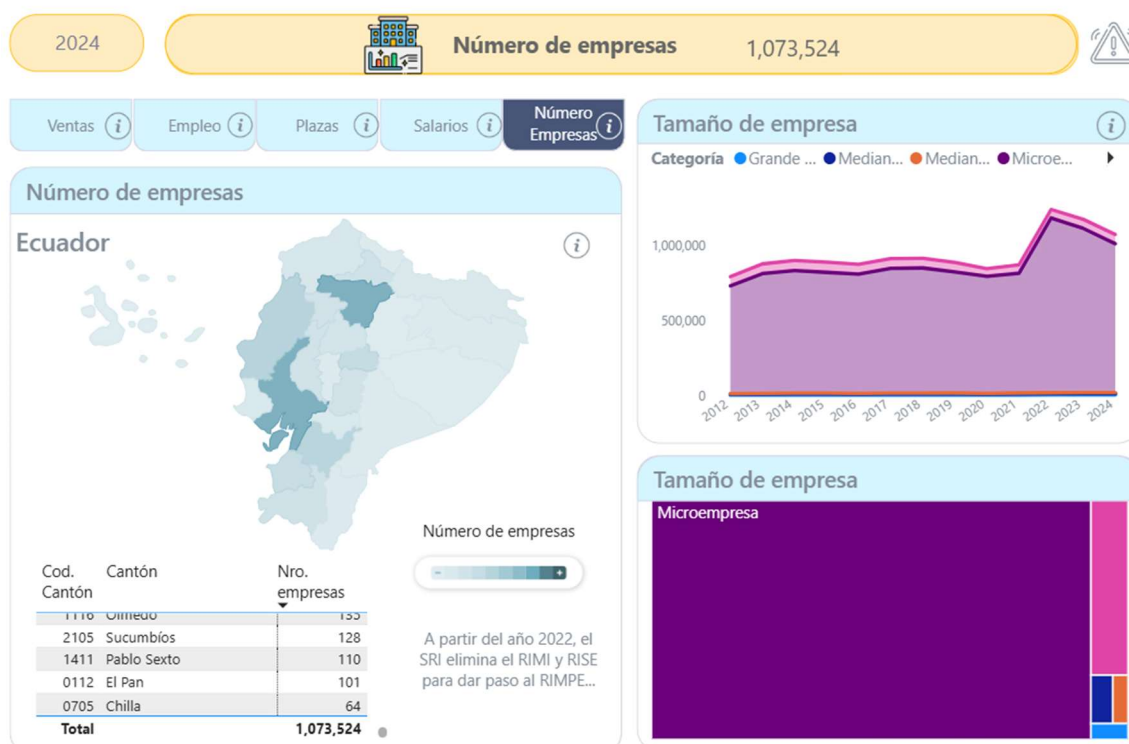 2024
Número de empresas 1,073,524
Ventas
Empleo
Plazas
Salarios
Número
Empresas
Número de empresas
Ecuador
Número de empresas
- +
Cod.
Cantón
Cantón
Nro.
empresas
1116 Olmedo 135
2105 Sucumbíos 128
1411 Pablo Sexto 110
0112 El Pan 101
0705 Chilla 64
Total 1,073,524
A partir del año 2022, el
SRI elimina el RIMI y RISE
para dar paso al RIMPE...
Tamaño de empresa
Categoría Grande ... Median... Median... Microe...
1,000,000
500,000
0
2012 2013 2014 2015 2016 2017 2018 2019 2020 2021 2022 2023 2024
Tamaño de empresa
Microempresa